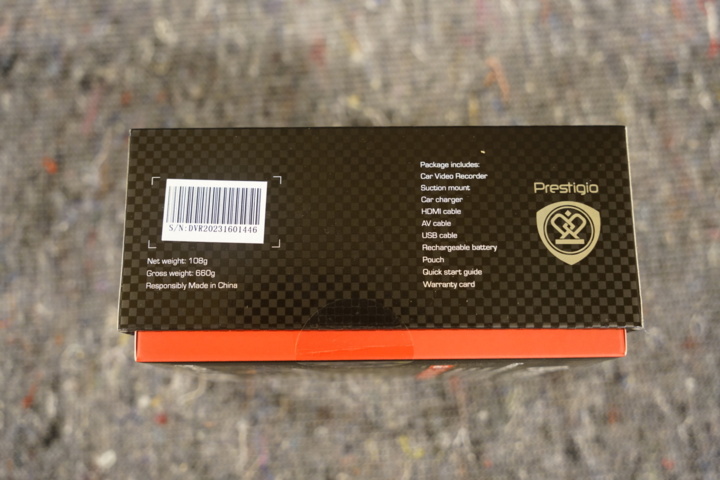 S/N:DVR20231601446
Net weight: 108g
Gross weight: 660g
Responsibly Made in China
Package includes:
Car Video Recorder
Suction mount
Car charger
HDMI cable
AV cable
USB cable
Rechargeable battery
Pouch
Quick start guide
Warranty card
Prestigio